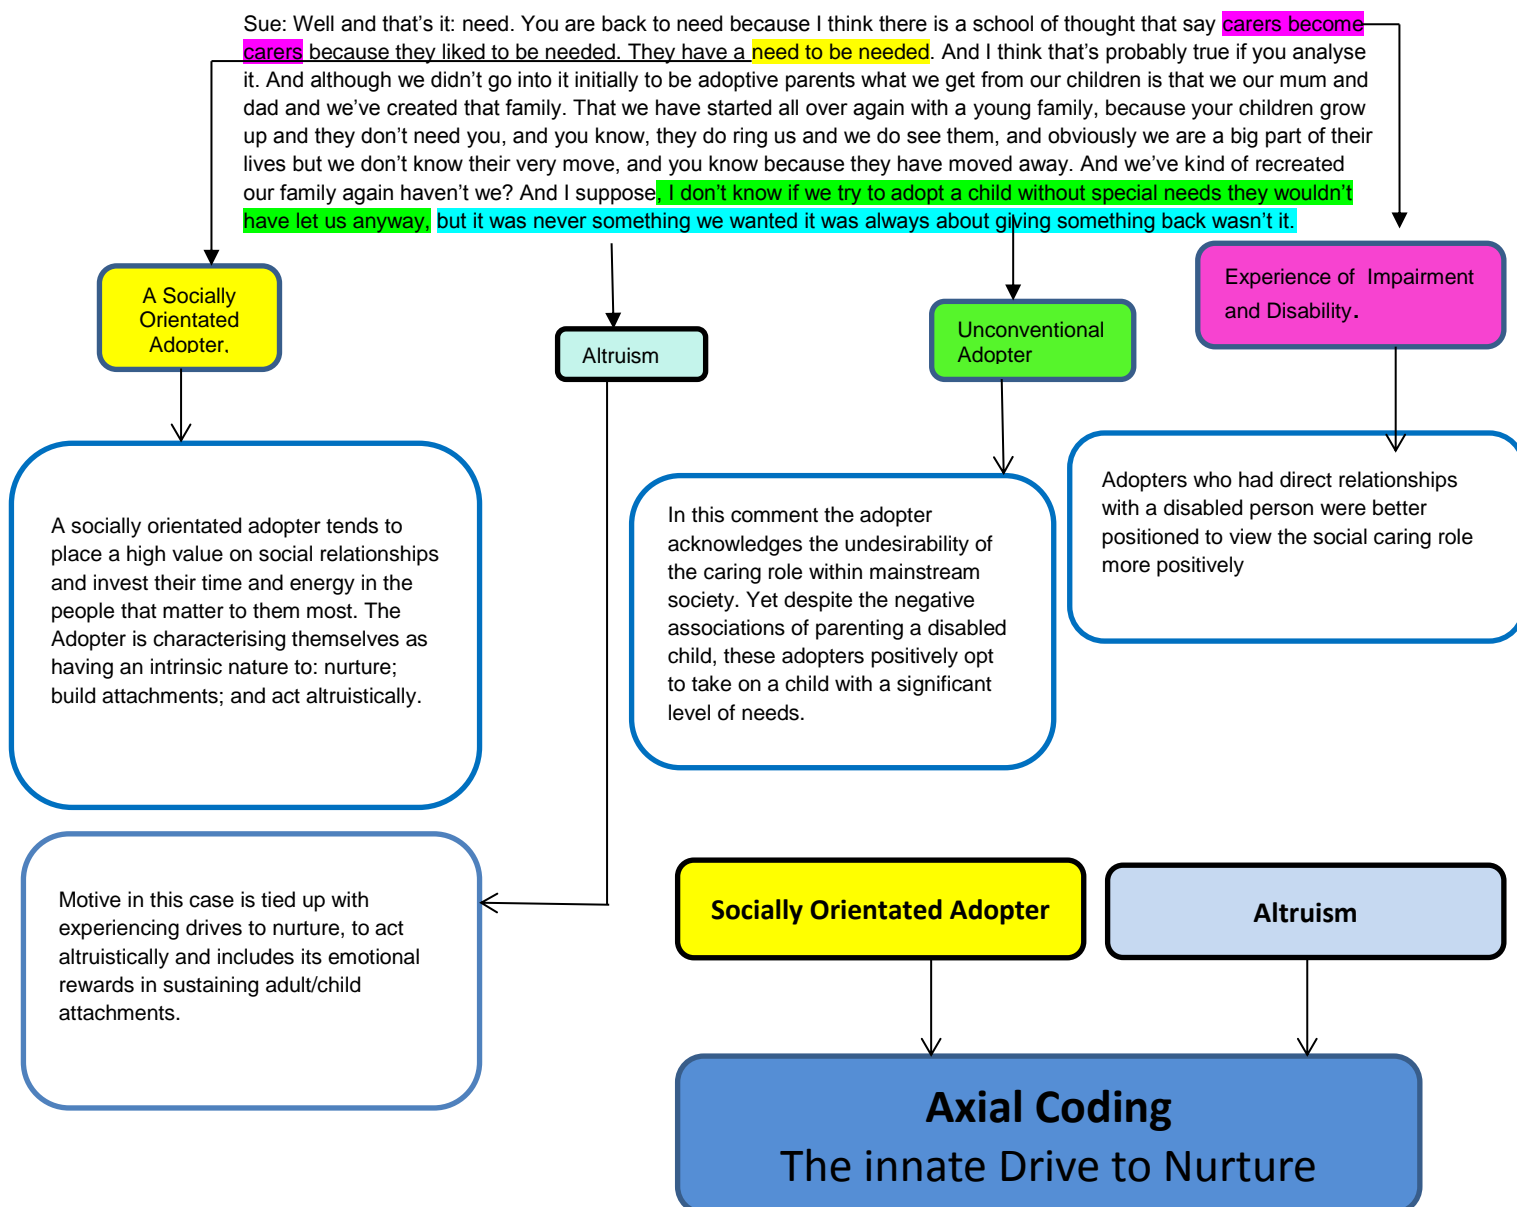 Sue: Well and that’s it: need. You are back to need because I think there is a school of thought that say carers become
carers because they liked to be needed. They have a need to be needed. And I think that’s probably true if you analyse
it. And although we didn’t go into it initially to be adoptive parents what we get from our children is that we our mum and
dad and we’ve created that family. That we have started all over again with a young family, because your children grow
up and they don’t need you, and you know, they do ring us and we do see them, and obviously we are a big part of their
lives but we don’t know their very move, and you know because they have moved away. And we’ve kind of recreated
our family again haven’t we? And I suppose, I don’t know if we try to adopt a child without special needs they wouldn’t
have let us anyway, but it was never something we wanted it was always about giving something back wasn’t it.
A Socially
Orientated
Adopter.
Altruism
Unconventional
Adopter
Experience of Impairment
and Disability.
A socially orientated adopter tends to
place a high value on social relationships
and invest their time and energy in the
people that matter to them most. The
Adopter is characterising themselves as
having an intrinsic nature to: nurture;
build attachments; and act altruistically.
In this comment the adopter
acknowledges the undesirability of
the caring role within mainstream
society. Yet despite the negative
associations of parenting a disabled
child, these adopters positively opt
to take on a child with a significant
level of needs.
Adopters who had direct relationships
with a disabled person were better
positioned to view the social caring role
more positively
Motive in this case is tied up with
experiencing drives to nurture, to act
altruistically and includes its emotional
rewards in sustaining adult/child
attachments.
Socially Orientated Adopter
Altruism
Axial Coding
The innate Drive to Nurture